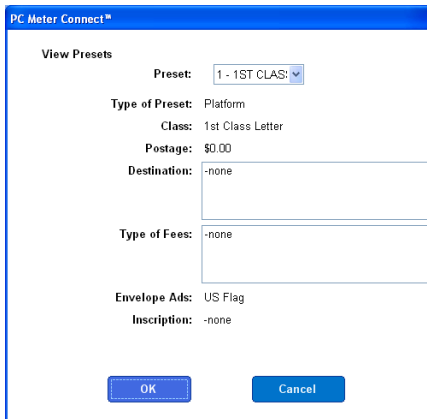 PC Meter Connect™
View Presets
Preset: 1 - 1ST CLAS
Type of Preset: Platform
Class: 1st Class Letter
Postage: $0.00
Destination: -none
Type of Fees: -none
Envelope Ads: US Flag
Inscription: -none
OK Cancel